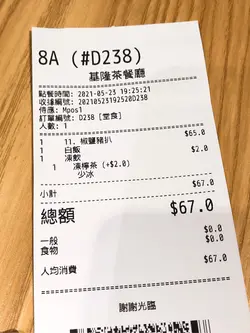 8A (#D238)
基隆茶餐廳
點餐時間: 2021-05-23 19:25:21
收據編號: 20210523192520D238
侍應: Mpos1
訂單編號: D238 [堂食]
人數: 1
1 11. 椒鹽豬扒 $65.0
1 白飯
1 凍飲 $2.0
1 凍檸茶 (+$2.0)
少冰
小計 $67.0
總額 $67.0
一般 $0.0
食物 $0.0
$67.0
人均消費
謝謝光臨